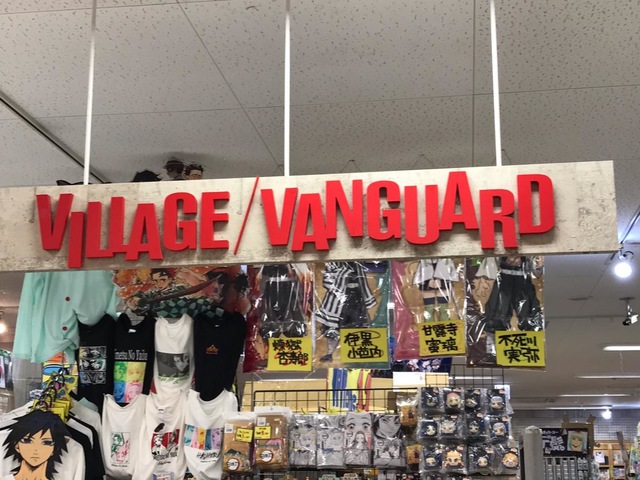 VILLAGE/VANGUARD
煉獄
杏寿郎
伊黒
小芭内
甘露寺
蜜璃
不死川
実弥